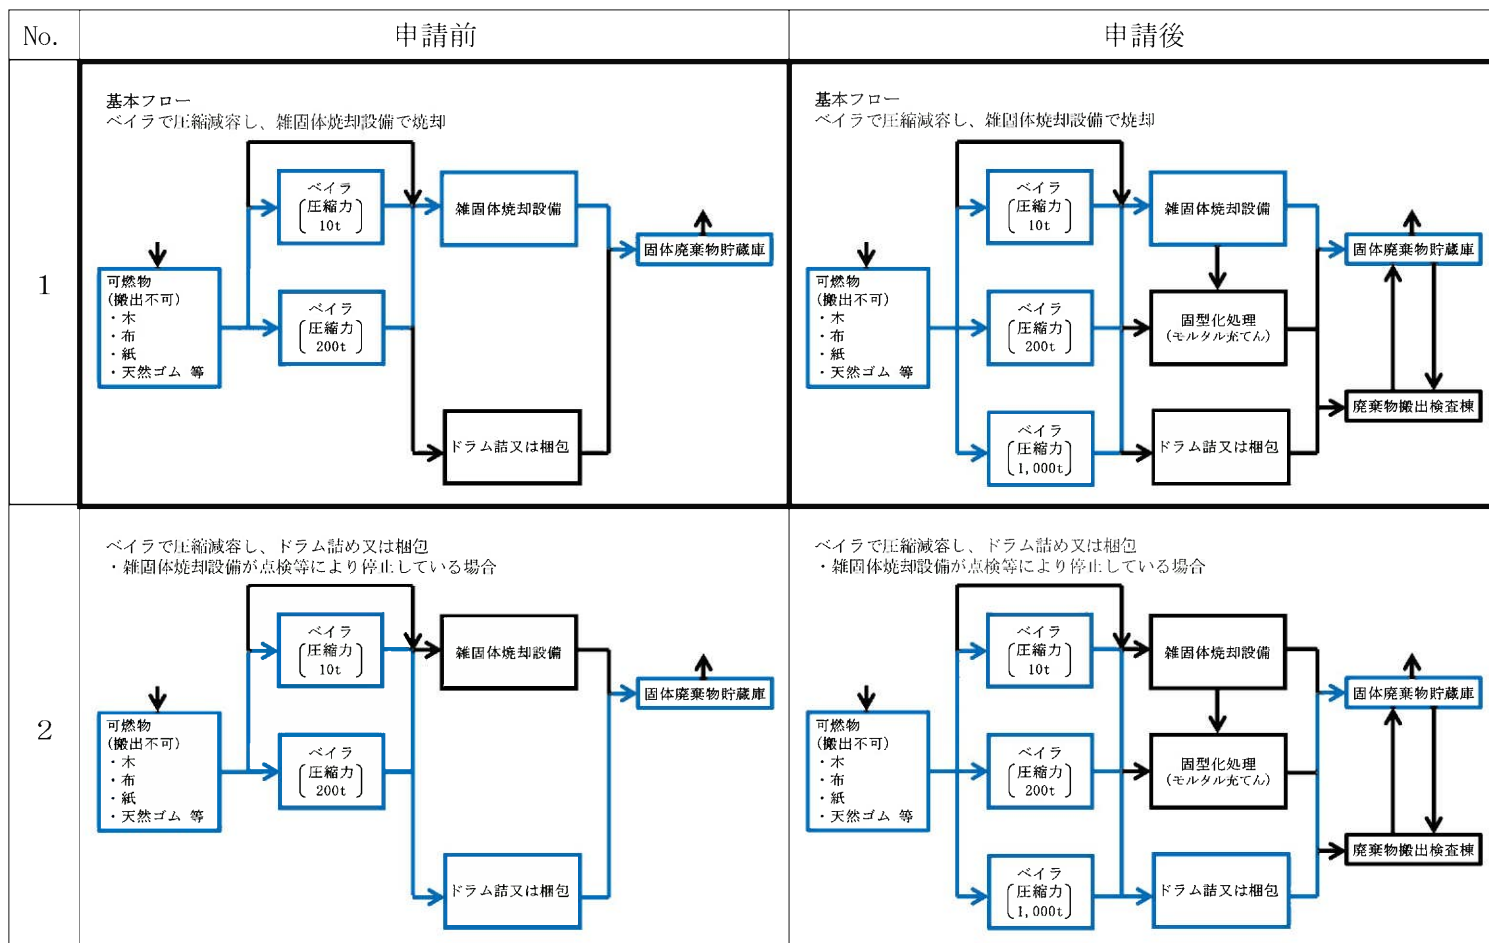 No.
申請前
申請後
1
基本フロー
ベイラで圧縮減容し、雑固体焼却設備で焼却
可燃物
(搬出不可)
・木
・布
・紙
・天然ゴム 等
ベイラ
圧縮力
10t
ベイラ
圧縮力
200t
雑固体焼却設備
ドラム詰又は梱包
固体廃棄物貯蔵庫
基本フロー
ベイラで圧縮減容し、雑固体焼却設備で焼却
可燃物
(搬出不可)
・木
・布
・紙
・天然ゴム 等
ベイラ
圧縮力
10t
ベイラ
圧縮力
200t
ベイラ
圧縮力
1,000t
雑固体焼却設備
固型化処理
(モルタル充てん)
ドラム詰又は梱包
固体廃棄物貯蔵庫
廃棄物搬出検査棟
2
ベイラで圧縮減容し、ドラム詰め又は梱包
・雑固体焼却設備が点検等により停止している場合
可燃物
(搬出不可)
・木
・布
・紙
・天然ゴム 等
ベイラ
圧縮力
10t
ベイラ
圧縮力
200t
雑固体焼却設備
ドラム詰又は梱包
固体廃棄物貯蔵庫
ベイラで圧縮減容し、ドラム詰め又は梱包
・雑固体焼却設備が点検等により停止している場合
可燃物
(搬出不可)
・木
・布
・紙
・天然ゴム 等
ベイラ
圧縮力
10t
ベイラ
圧縮力
200t
ベイラ
圧縮力
1,000t
雑固体焼却設備
固型化処理
(モルタル充てん)
ドラム詰又は梱包
固体廃棄物貯蔵庫
廃棄物搬出検査棟